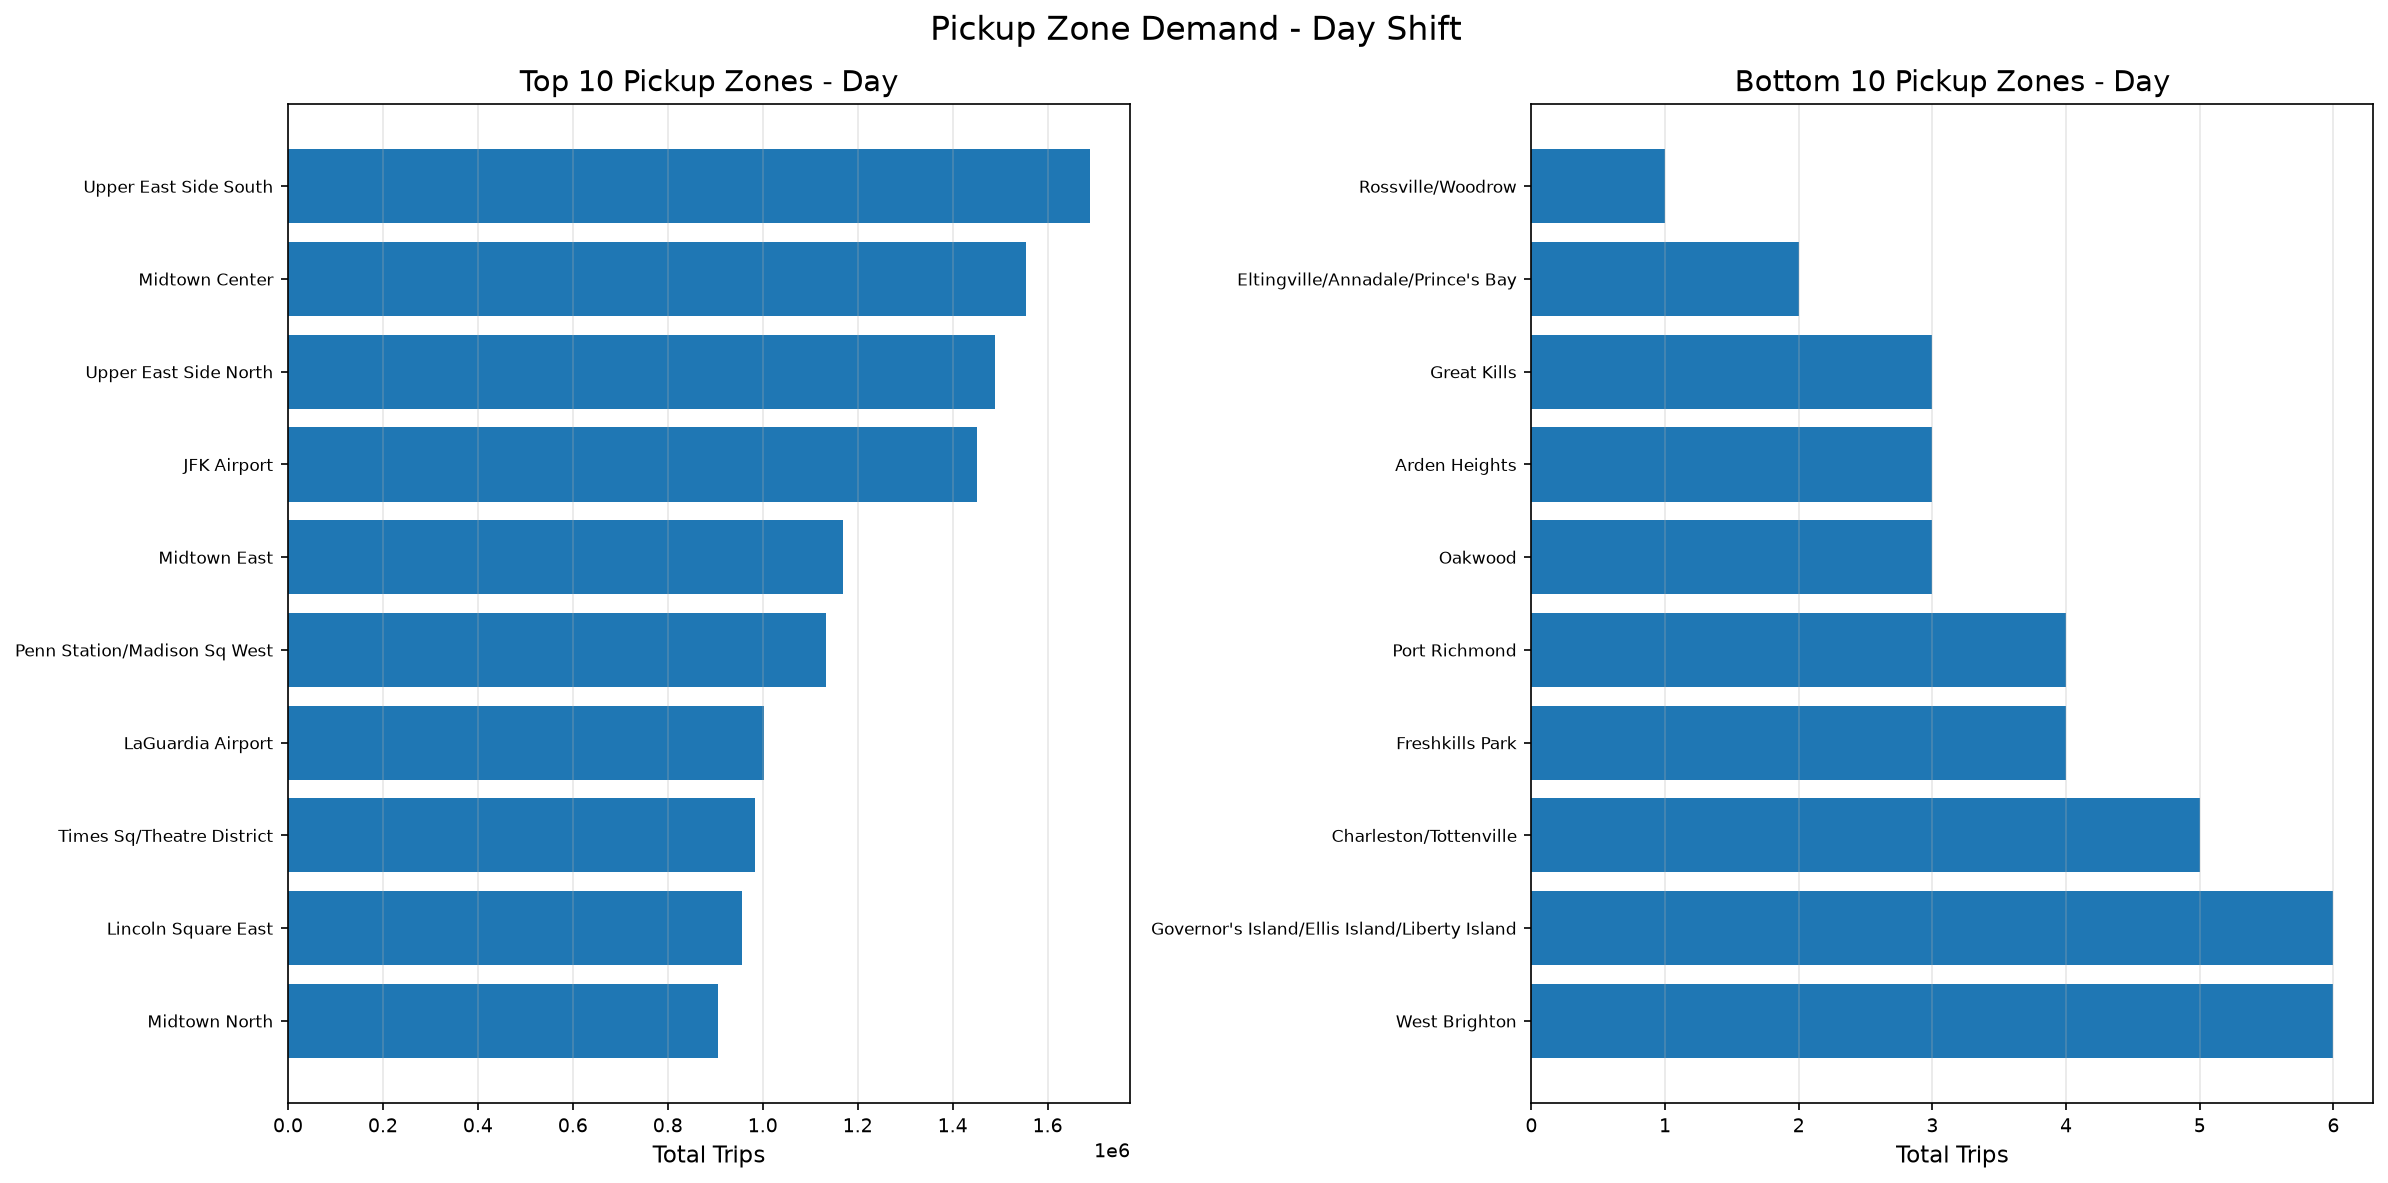 Pickup Zone Demand - Day Shift
Top 10 Pickup Zones - Day
Upper East Side South
Midtown Center
Upper East Side North
JFK Airport
Midtown East
Penn Station/Madison Sq West
LaGuardia Airport
Times Sq/Theatre District
Lincoln Square East
Midtown North
0.0 0.2 0.4 0.6 0.8 1.0 1.2 1.4 1.6
1e6
Total Trips
Bottom 10 Pickup Zones - Day
Rossville/Woodrow
Eltingville/Annadale/Prince's Bay
Great Kills
Arden Heights
Oakwood
Port Richmond
Freshkills Park
Charleston/Tottenville
Governor's Island/Ellis Island/Liberty Island
West Brighton
0 1 2 3 4 5 6
Total Trips